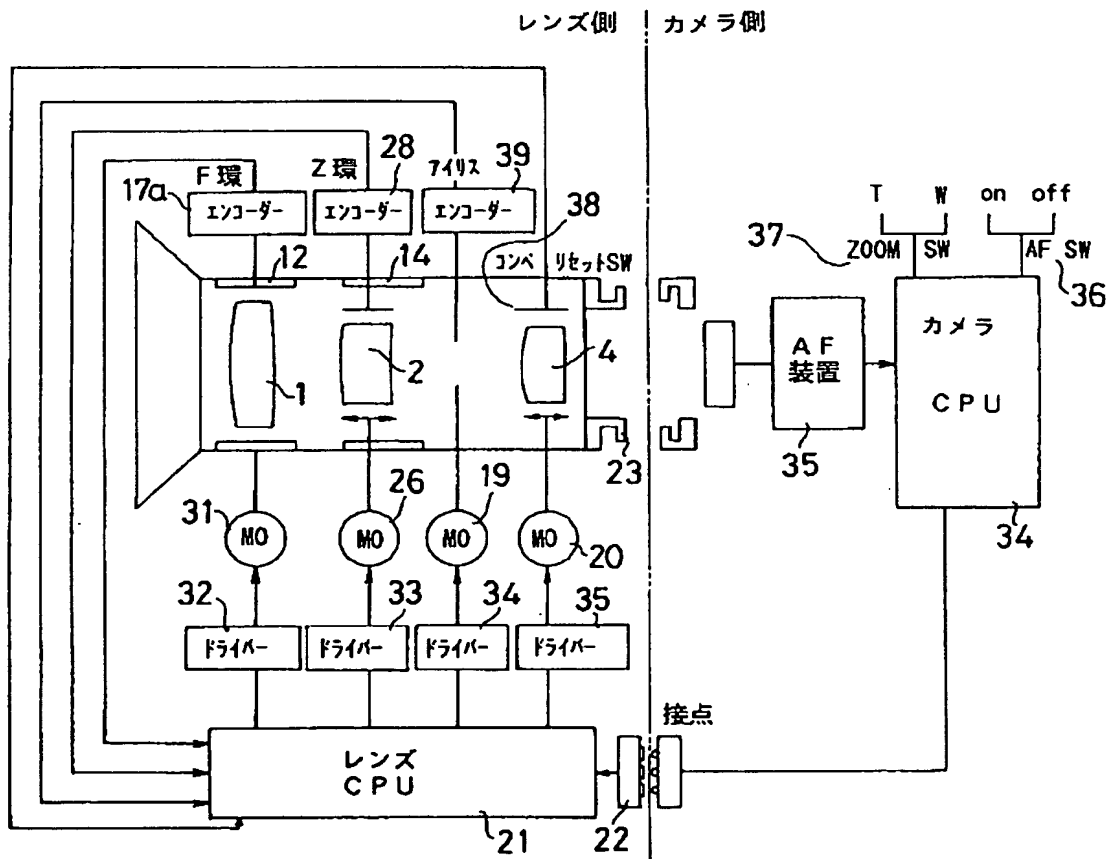 レンズ側 カメラ側
F環 Z環 アイリス
17a 28 39
エンコーダー エンコーダー エンコーダー
38
12 14 コンペ リセットSW
T W on off
37 ZOOM SW AF SW 36
1 2 4
23
AF装置
35
カメラ
CPU
34
31 26 19 20
MO MO MO MO
32 33 34 35
ドライバー ドライバー ドライバー ドライバー
接点
レンズ
CPU
21 22